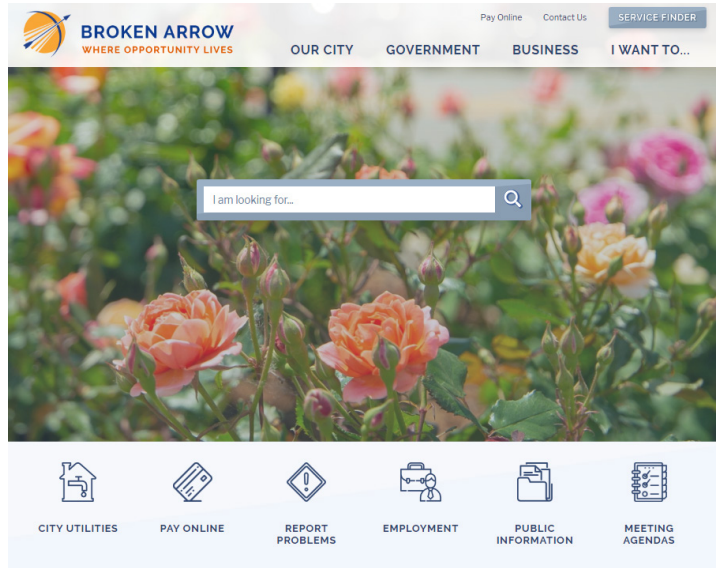 Pay Online Contact Us SERVICE FINDER
BROKEN ARROW
WHERE OPPORTUNITY LIVES
OUR CITY GOVERNMENT BUSINESS I WANT TO...
I am looking for...
CITY UTILITIES
PAY ONLINE
REPORT
PROBLEMS
EMPLOYMENT
PUBLIC
INFORMATION
MEETING
AGENDAS